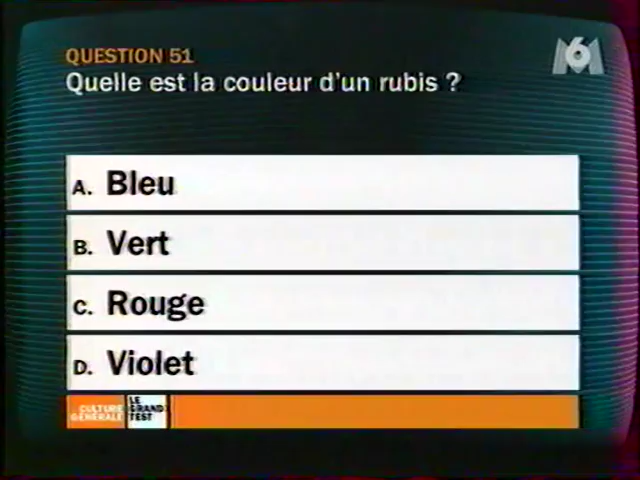 QUESTION 51
Quelle est la couleur d'un rubis ?
M6
A. Bleu
B. Vert
C. Rouge
D. Violet
CULTURE
GÉNÉRALE
LE
GRAND
TEST